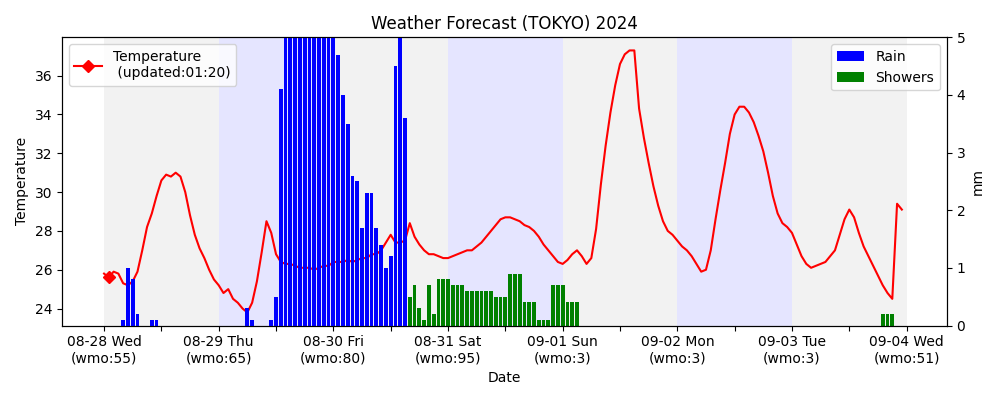 Weather Forecast (TOKYO) 2024
Temperature
(updated:01:20)
Rain
Showers
36
34
32
30
28
26
24
Temperature
5
4
3
2
1
0
mm
08-28 Wed
(wmo:55)
08-29 Thu
(wmo:65)
08-30 Fri
(wmo:80)
08-31 Sat
(wmo:95)
09-01 Sun
(wmo:3)
09-02 Mon
(wmo:3)
09-03 Tue
(wmo:3)
09-04 Wed
(wmo:51)
Date